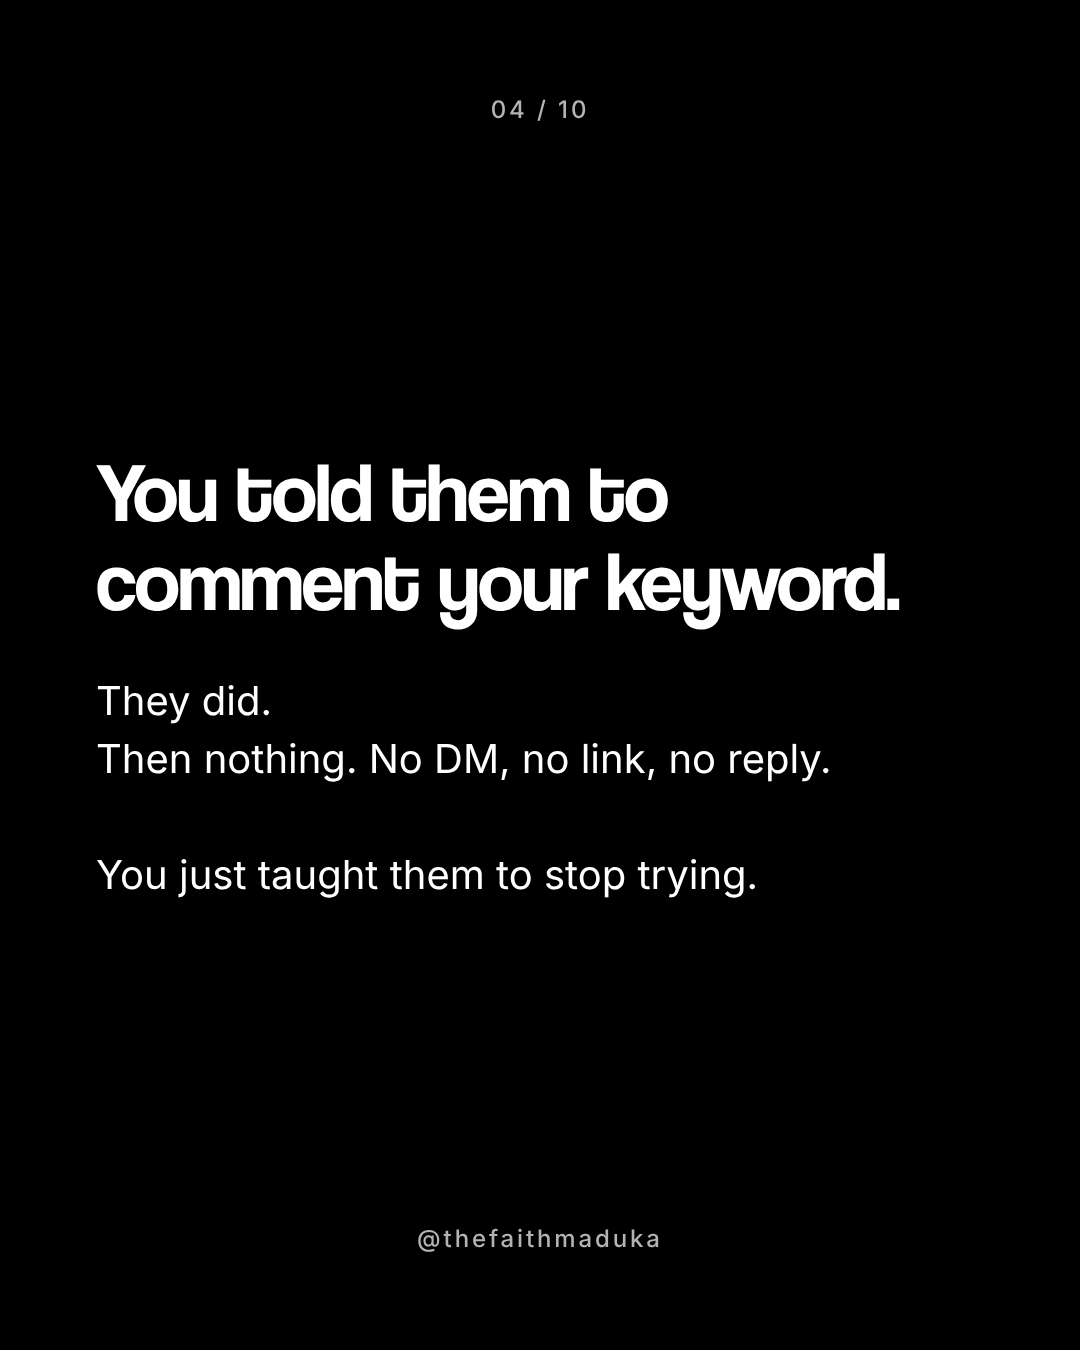 04 / 10
You told them to
comment your keyword.
They did.
Then nothing. No DM, no link, no reply.
You just taught them to stop trying.
@thefaithmaduka